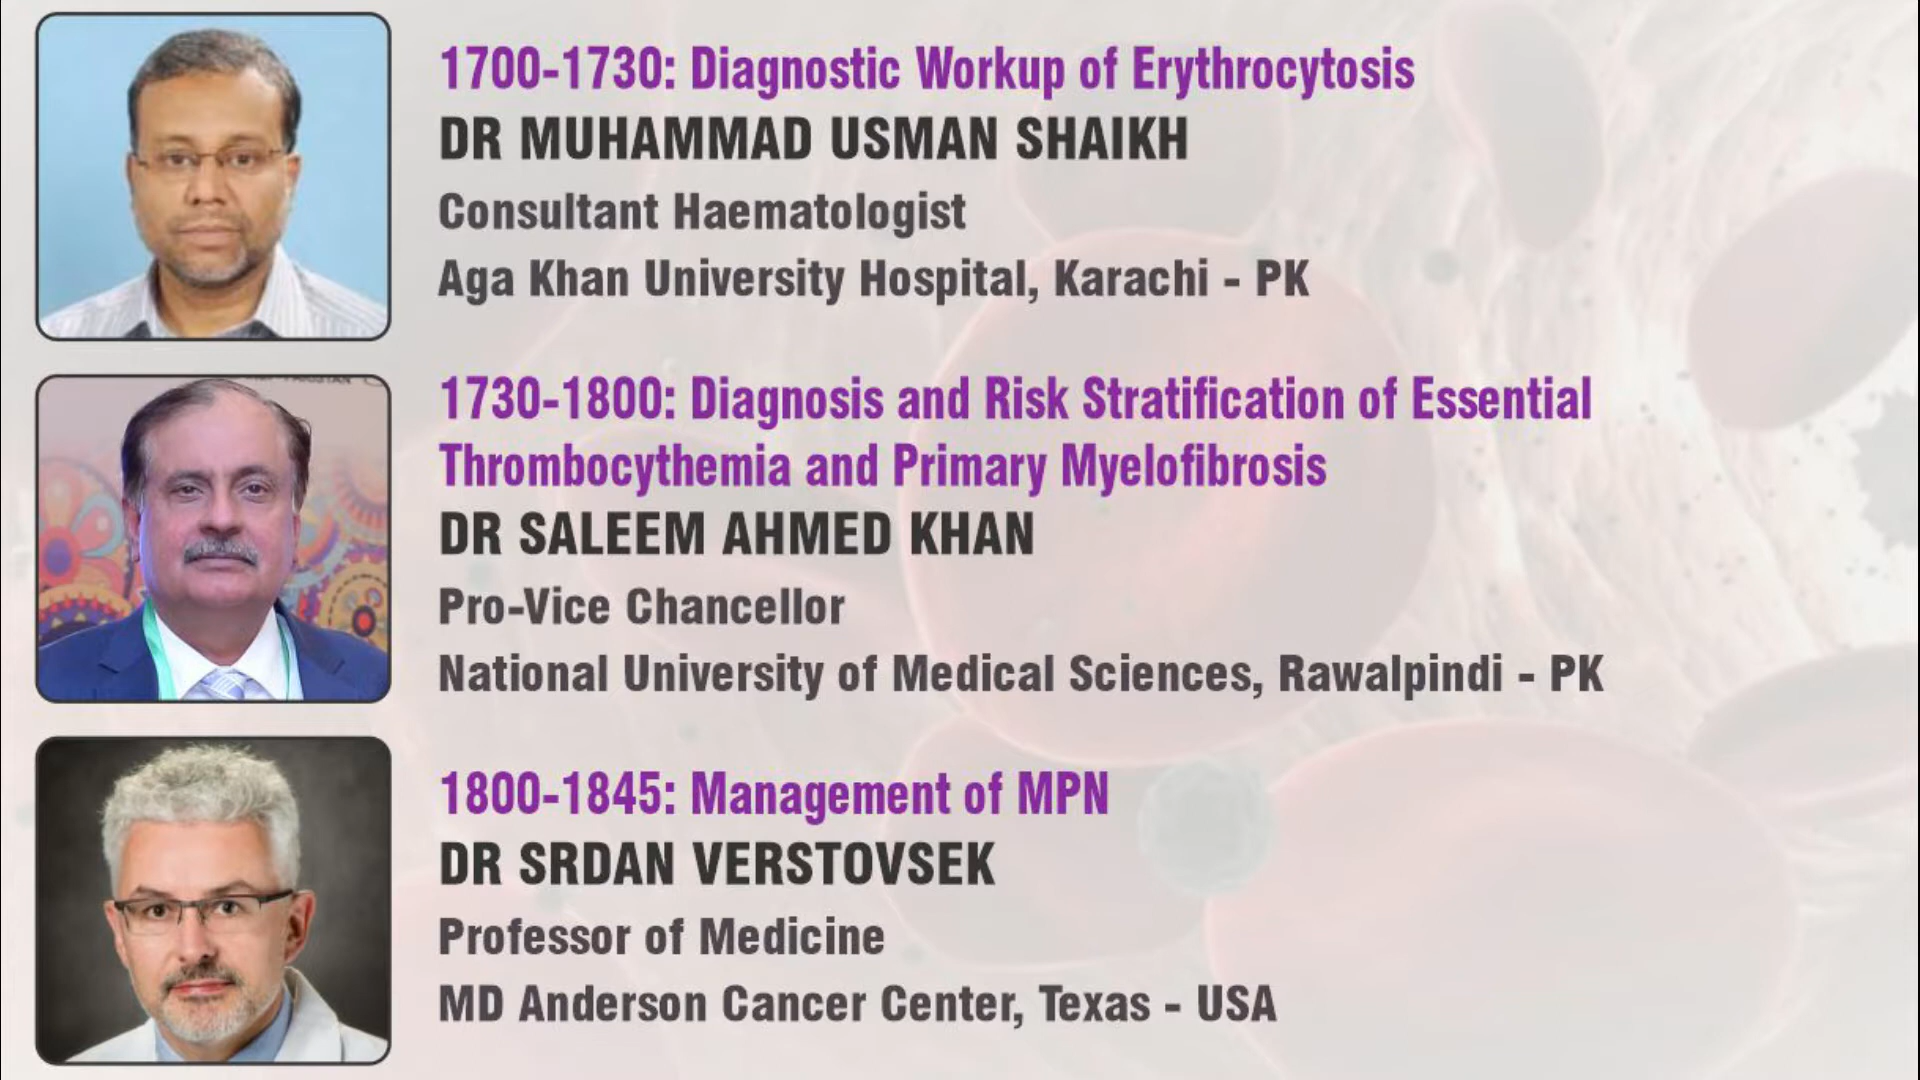 1700-1730: Diagnostic Workup of Erythrocytosis
DR MUHAMMAD USMAN SHAIKH
Consultant Haematologist
Aga Khan University Hospital, Karachi - PK
1730-1800: Diagnosis and Risk Stratification of Essential
Thrombocythemia and Primary Myelofibrosis
DR SALEEM AHMED KHAN
Pro-Vice Chancellor
National University of Medical Sciences, Rawalpindi - PK
1800-1845: Management of MPN
DR SRDAN VERSTOVSEK
Professor of Medicine
MD Anderson Cancer Center, Texas - USA